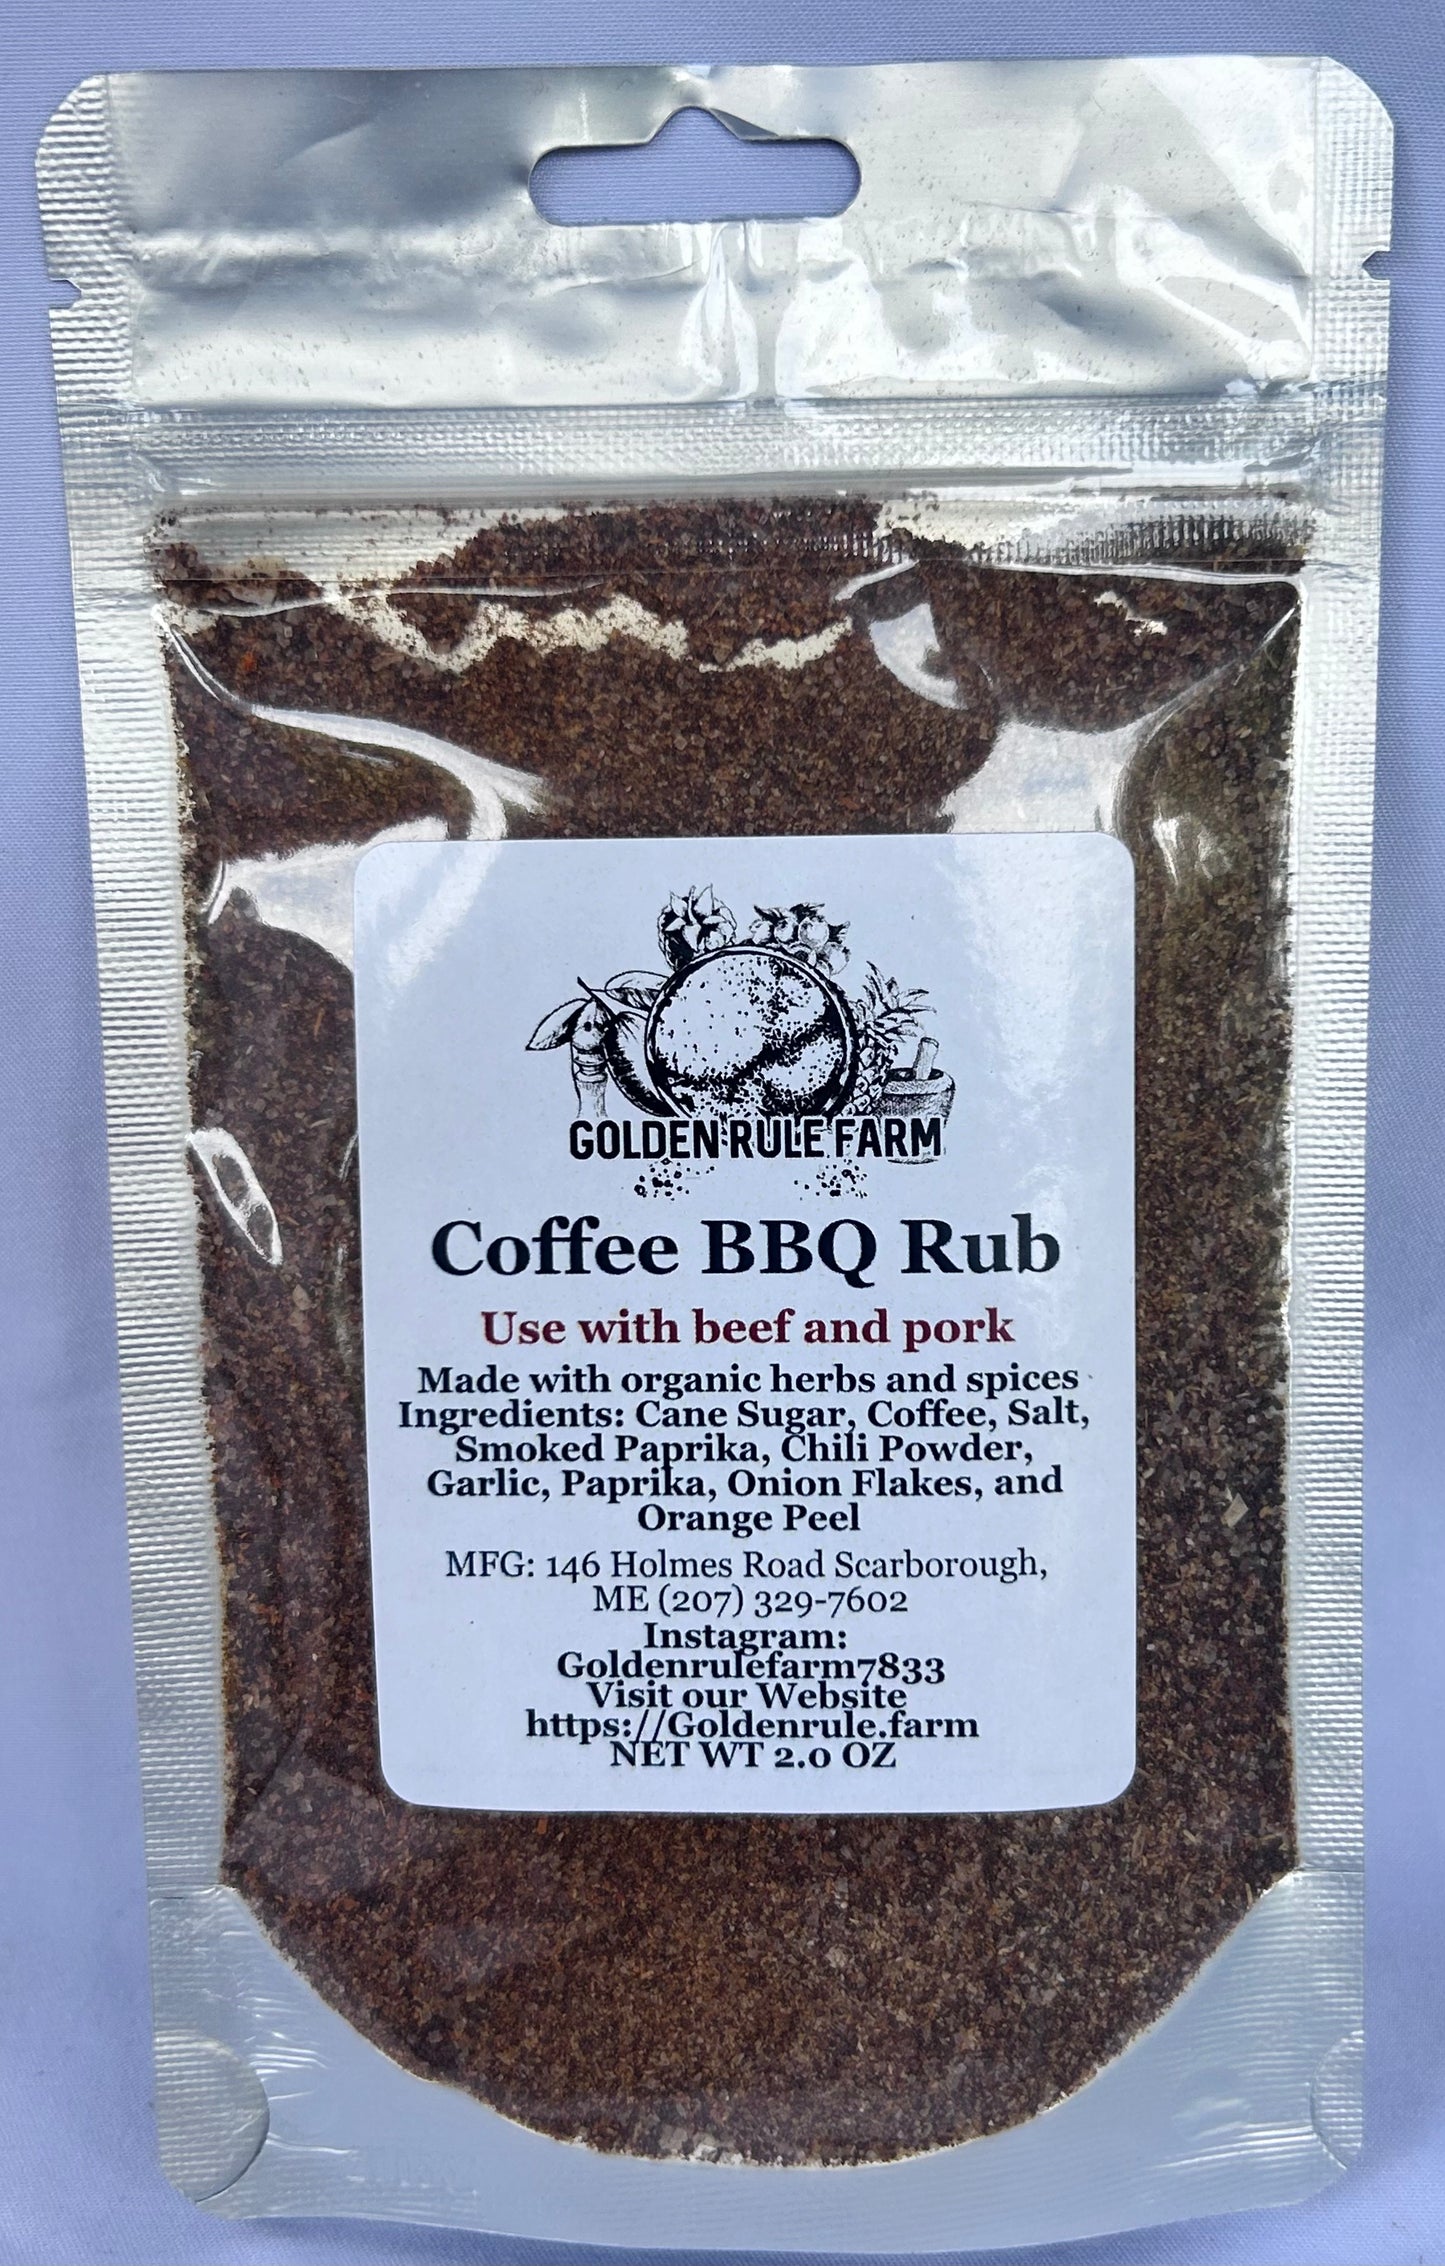 GOLDEN RULE FARM
Coffee BBQ Rub
Use with beef and pork
Made with organic herbs and spices
Ingredients: Cane Sugar, Coffee, Salt,
Smoked Paprika, Chili Powder,
Garlic, Paprika, Onion Flakes, and
Orange Peel
MFG: 146 Holmes Road Scarborough,
ME (207) 329-7602
Instagram:
Goldenrulefarm7833
Visit our Website
https://Goldenrule.farm
NET WT 2.0 OZ